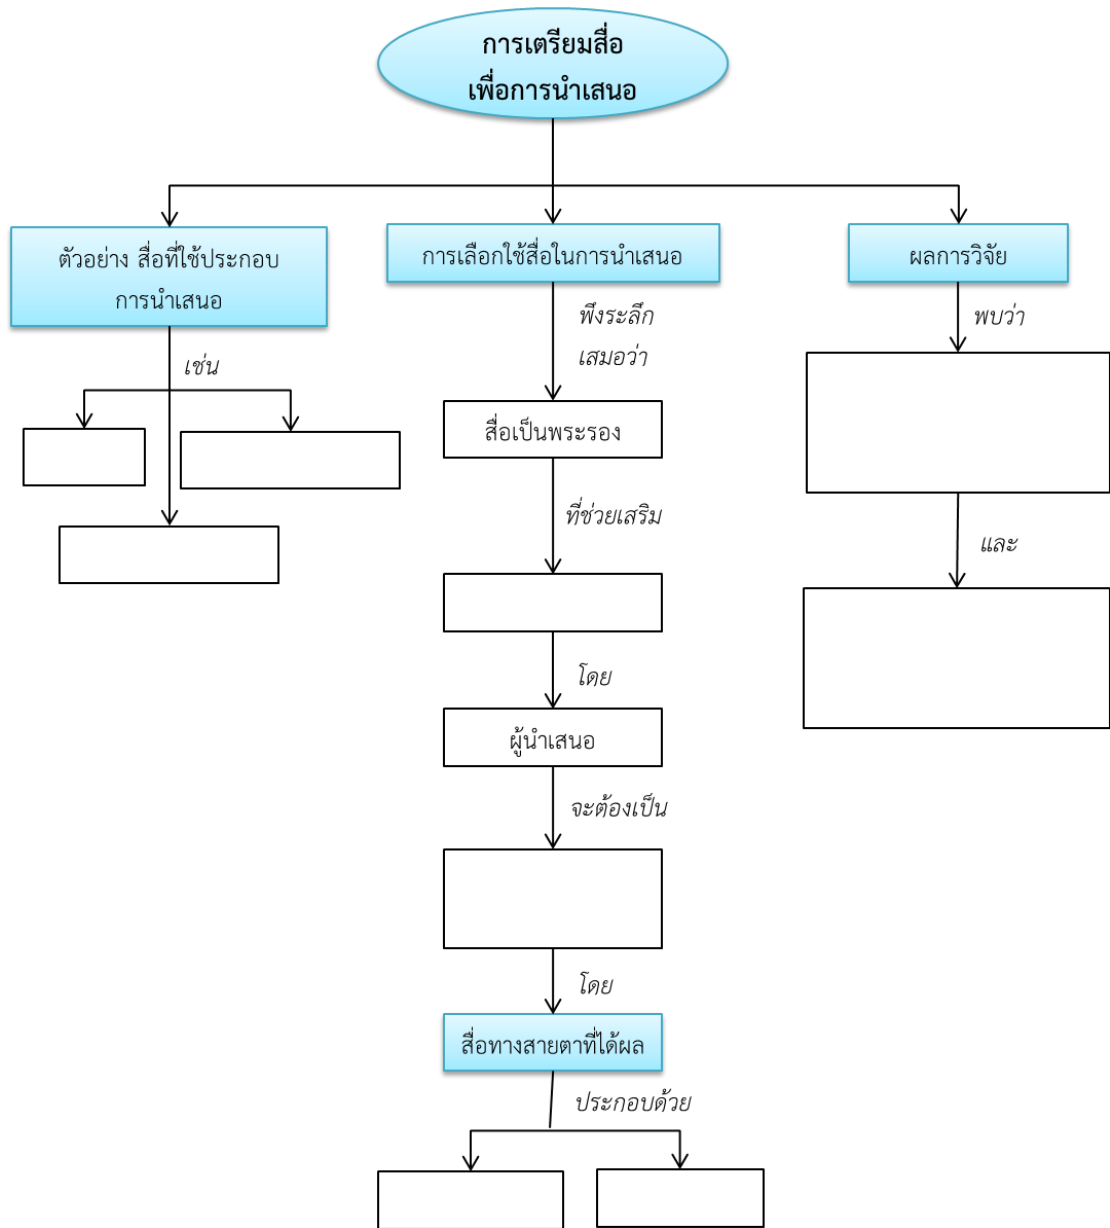 การเตรียมสื่อ
เพื่อการนำเสนอ
ตัวอย่าง สื่อที่ใช้ประกอบ
การนำเสนอ
เช่น
การเลือกใช้สื่อในการนำเสนอ
พึงระลึก
เสมอว่า
สื่อเป็นพระรอง
ที่ช่วยเสริม
โดย
ผู้นำเสนอ
จะต้องเป็น
โดย
สื่อทางสายตาที่ได้ผล
ประกอบด้วย
ผลการวิจัย
พบว่า
และ